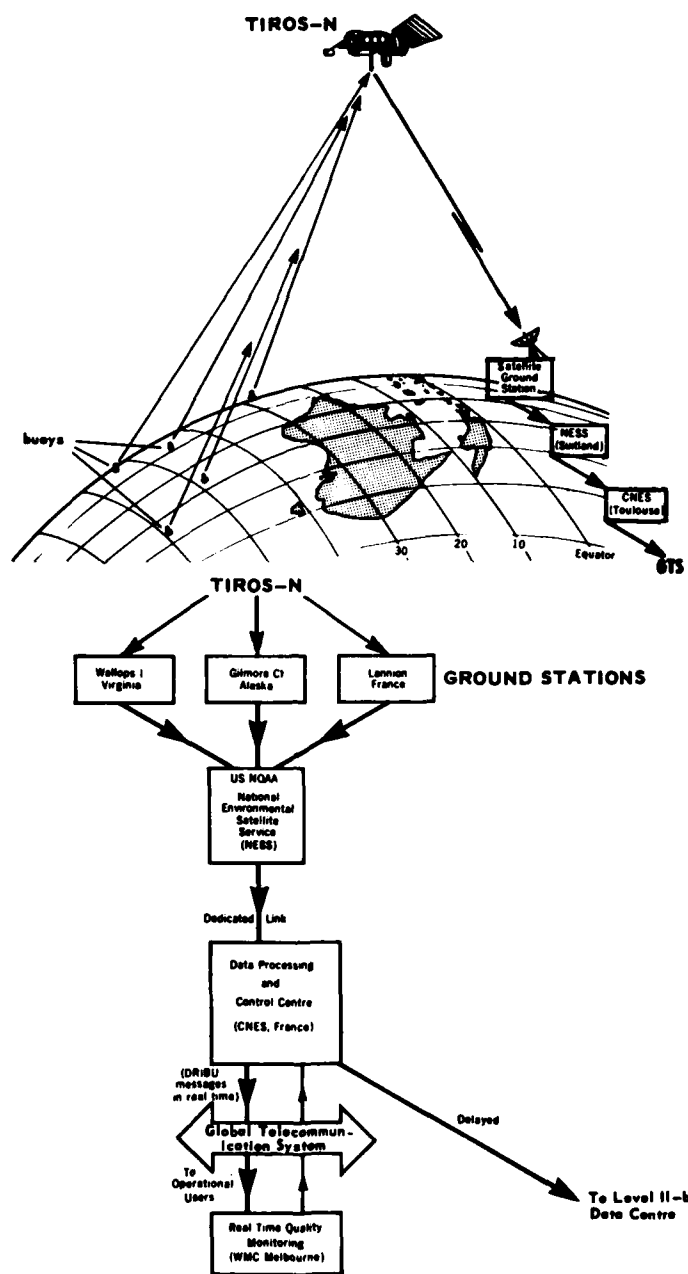 TIROS-N
Satellite
Ground
Station
buoys
NESS
(Suitland)
CNES
(Toulouse)
30
20
10
Equator
GTS
TIROS-N
Wallops I
Virginia
Gilmore Ct
Alaska
Lannion
France
GROUND STATIONS
US NOAA
National
Environmental
Satellite
Service
(NESS)
Dedicated Link
Data Processing
and
Control Centre
(CNES, France)
(DRIBU
messages
in real time)
Delayed
Global Telecommun-
ication System
To
Operational
Users
To Level II-b
Data Centre
Real Time Quality
Monitoring
(WMC Melbourne)